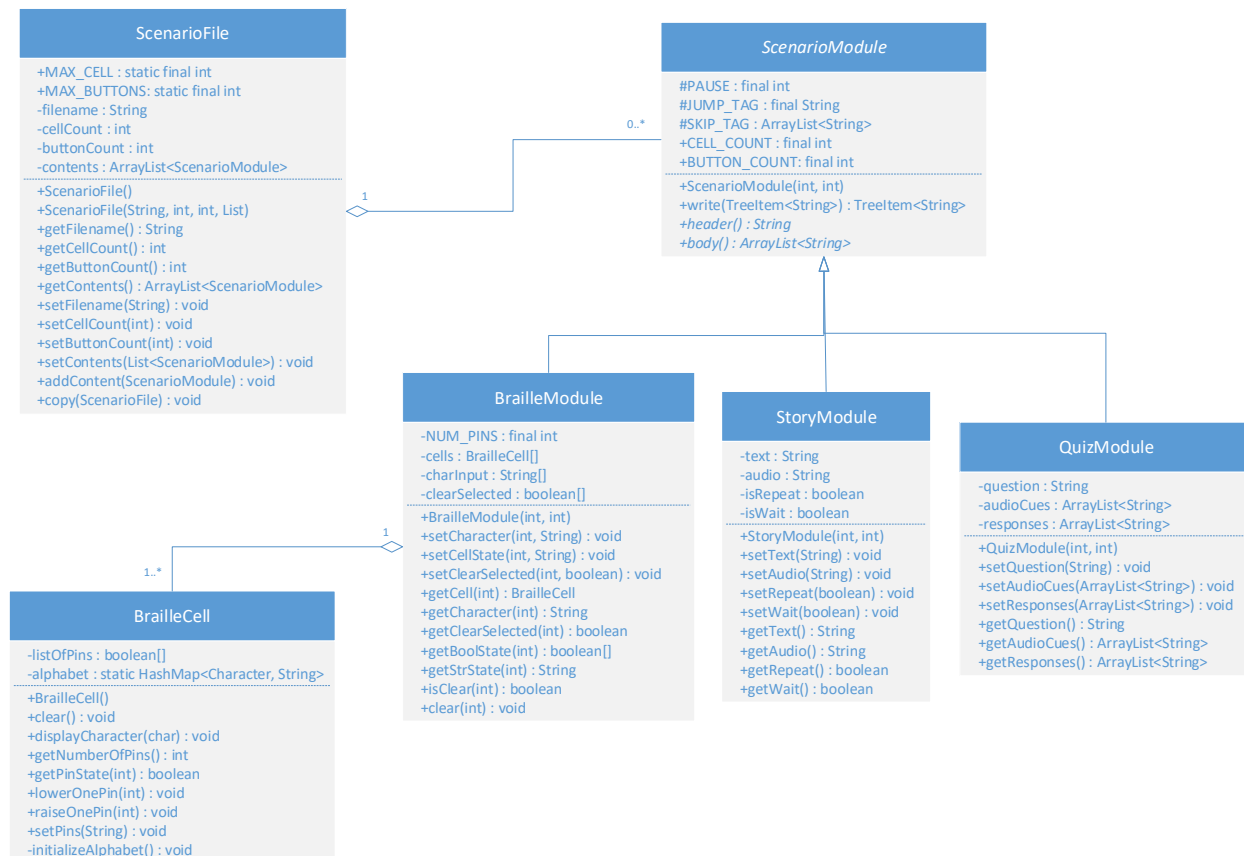 ScenarioFile
+MAX_CELL : static final int
+MAX_BUTTONS: static final int
-filename : String
-cellCount : int
-buttonCount : int
-contents : ArrayList<ScenarioModule>
+ScenarioFile()
+ScenarioFile(String, int, int, List)
+getFilename() : String
+getCellCount() : int
+getButtonCount() : int
+getContents() : ArrayList<ScenarioModule>
+setFilename(String) : void
+setCellCount(int) : void
+setButtonCount(int) : void
+setContents(List<ScenarioModule>) : void
+addContent(ScenarioModule) : void
+copy(ScenarioFile) : void
1
0..*
ScenarioModule
#PAUSE : final int
#JUMP_TAG : final String
#SKIP_TAG : ArrayList<String>
+CELL_COUNT : final int
+BUTTON_COUNT: final int
+ScenarioModule(int, int)
+write(TreeItem<String>) : TreeItem<String>
+header() : String
+body() : ArrayList<String>
BrailleModule
-NUM_PINS : final int
-cells : BrailleCell[]
-charInput : String[]
-clearSelected : boolean[]
+BrailleModule(int, int)
+setCharacter(int, String) : void
+setCellState(int, String) : void
+setClearSelected(int, boolean) : void
+getCell(int) : BrailleCell
+getCharacter(int) : String
+getClearSelected(int) : boolean
+getBoolState(int) : boolean[]
+getStrState(int) : String
+isClear(int) : boolean
+clear(int) : void
StoryModule
-text : String
-audio : String
-isRepeat : boolean
-isWait : boolean
+StoryModule(int, int)
+setText(String) : void
+setAudio(String) : void
+setRepeat(boolean) : void
+setWait(boolean) : void
+getText() : String
+getAudio() : String
+getRepeat() : boolean
+getWait() : boolean
QuizModule
-question : String
-audioCues : ArrayList<String>
-responses : ArrayList<String>
+QuizModule(int, int)
+setQuestion(String) : void
+setAudioCues(ArrayList<String>) : void
+setResponses(ArrayList<String>) : void
+getQuestion() : String
+getAudioCues() : ArrayList<String>
+getResponses() : ArrayList<String>
1
1..*
BrailleCell
-listOfPins : boolean[]
-alphabet : static HashMap<Character, String>
+BrailleCell()
+clear() : void
+displayCharacter(char) : void
+getNumberOfPins() : int
+getPinState(int) : boolean
+lowerOnePin(int) : void
+raiseOnePin(int) : void
+setPins(String) : void
-initializeAlphabet() : void